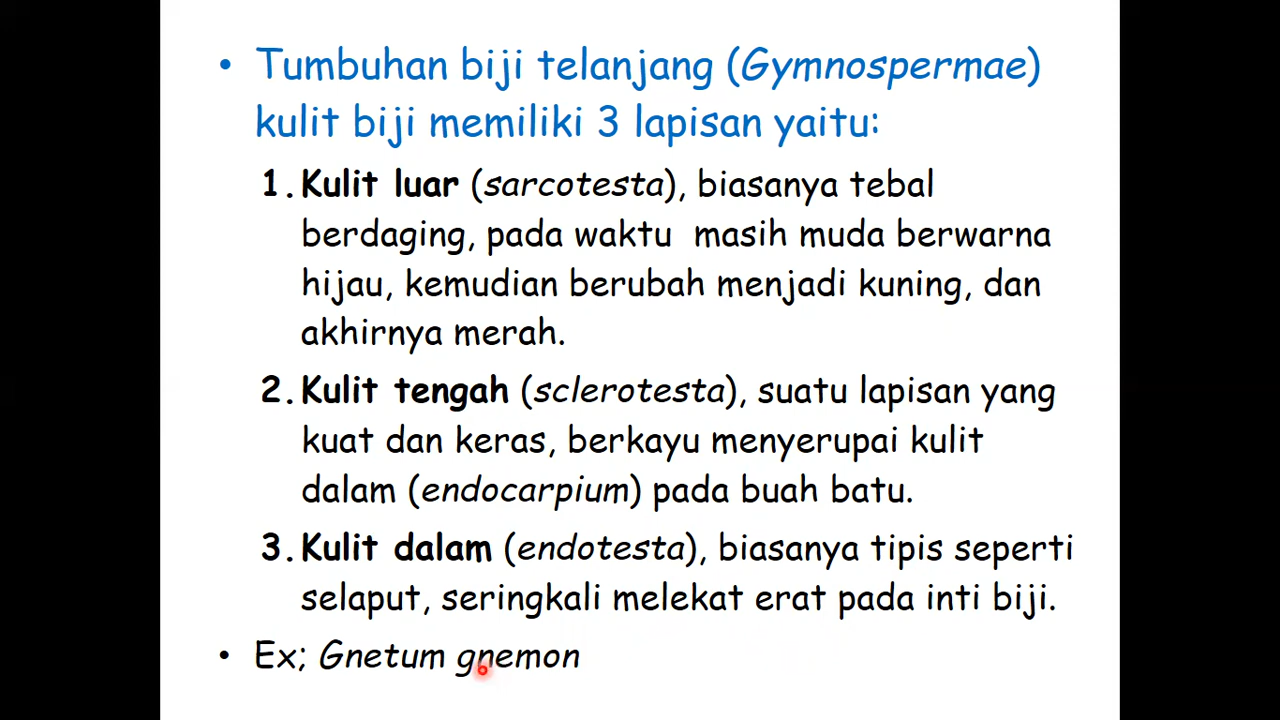 • Tumbuhan biji telanjang (Gymnospermae)
kulit biji memiliki 3 lapisan yaitu:
1. Kulit luar (sarcotesta), biasanya tebal
berdaging, pada waktu masih muda berwarna
hijau, kemudian berubah menjadi kuning, dan
akhirnya merah.
2. Kulit tengah (sclerotesta), suatu lapisan yang
kuat dan keras, berkayu menyerupai kulit
dalam (endocarpium) pada buah batu.
3. Kulit dalam (endotesta), biasanya tipis seperti
selaput, seringkali melekat erat pada inti biji.
• Ex; Gnetum gnemon